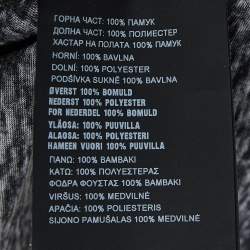 ГОРНА ЧАСТ: 100% ПАМУК
ДОЛНА ЧАСТ: 100% ПОЛИЕСТЕР
ХАСТАР НА ПОЛАТА 100% ПАМУК
HORNÍ: 100% BAVLNA
DOLNÍ: 100% POLYESTER
PODŠÍVKA SUKNĚ 100% BAVLNA
ØVERST 100% BOMULD
NEDERST 100% POLYESTER
FOR NEDERDEL 100% BOMULD
YLÄOSA: 100% PUUVILLA
ALAOSA: 100% POLYESTERI
HAMEEN VUORI 100% PUUVILLA
ΠΑΝΩ: 100% ΒΑΜΒΑΚΙ
ΚΑΤΩ: 100% ΠΟΛΥΕΣΤΕΡΑΣ
ΦΟΔΡΑ ΦΟΥΣΤΑΣ 100% ΒΑΜΒΑΚΙ
VIRŠUS: 100% MEDVILNĖ
APAČIA: 100% POLIESTERIS
SIJONO PAMUŠALAS 100% MEDVILNĖ